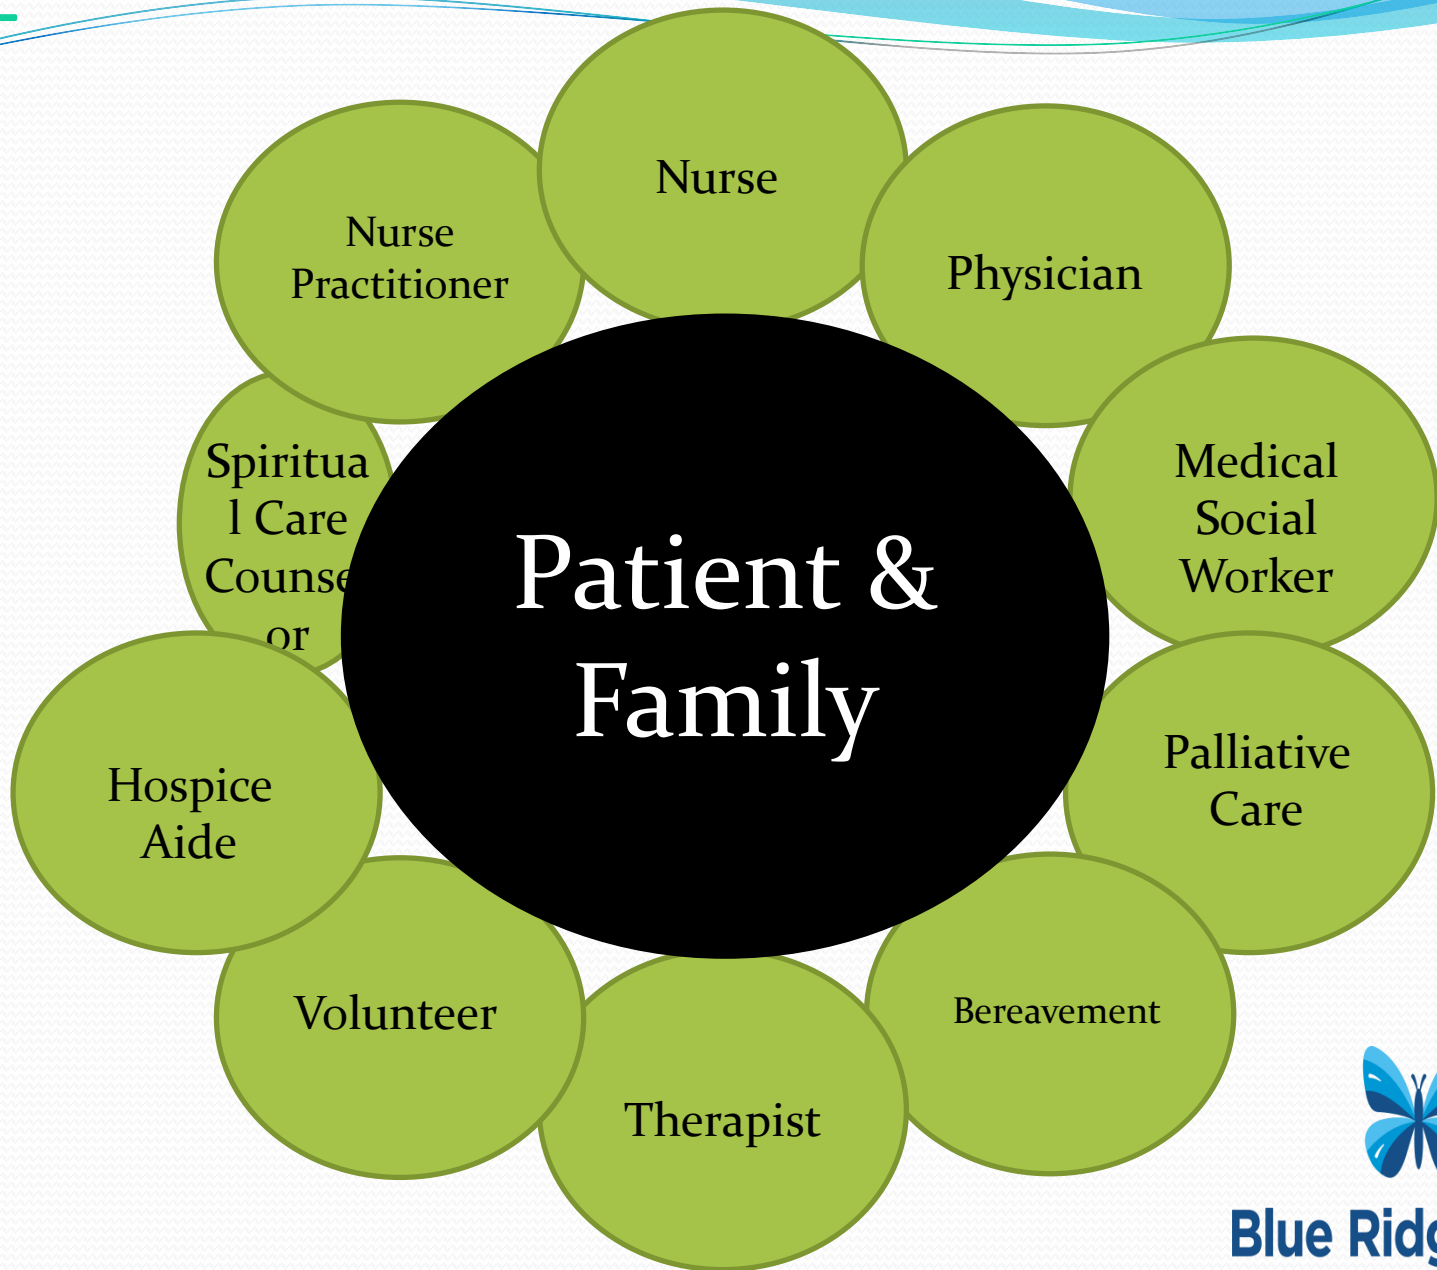 Nurse
Nurse
Practitioner
Physician
Spiritua
l Care
Counse
or
Medical
Social
Worker
Patient &
Family
Palliative
Care
Hospice
Aide
Volunteer
Bereavement
Therapist
Blue Ridg